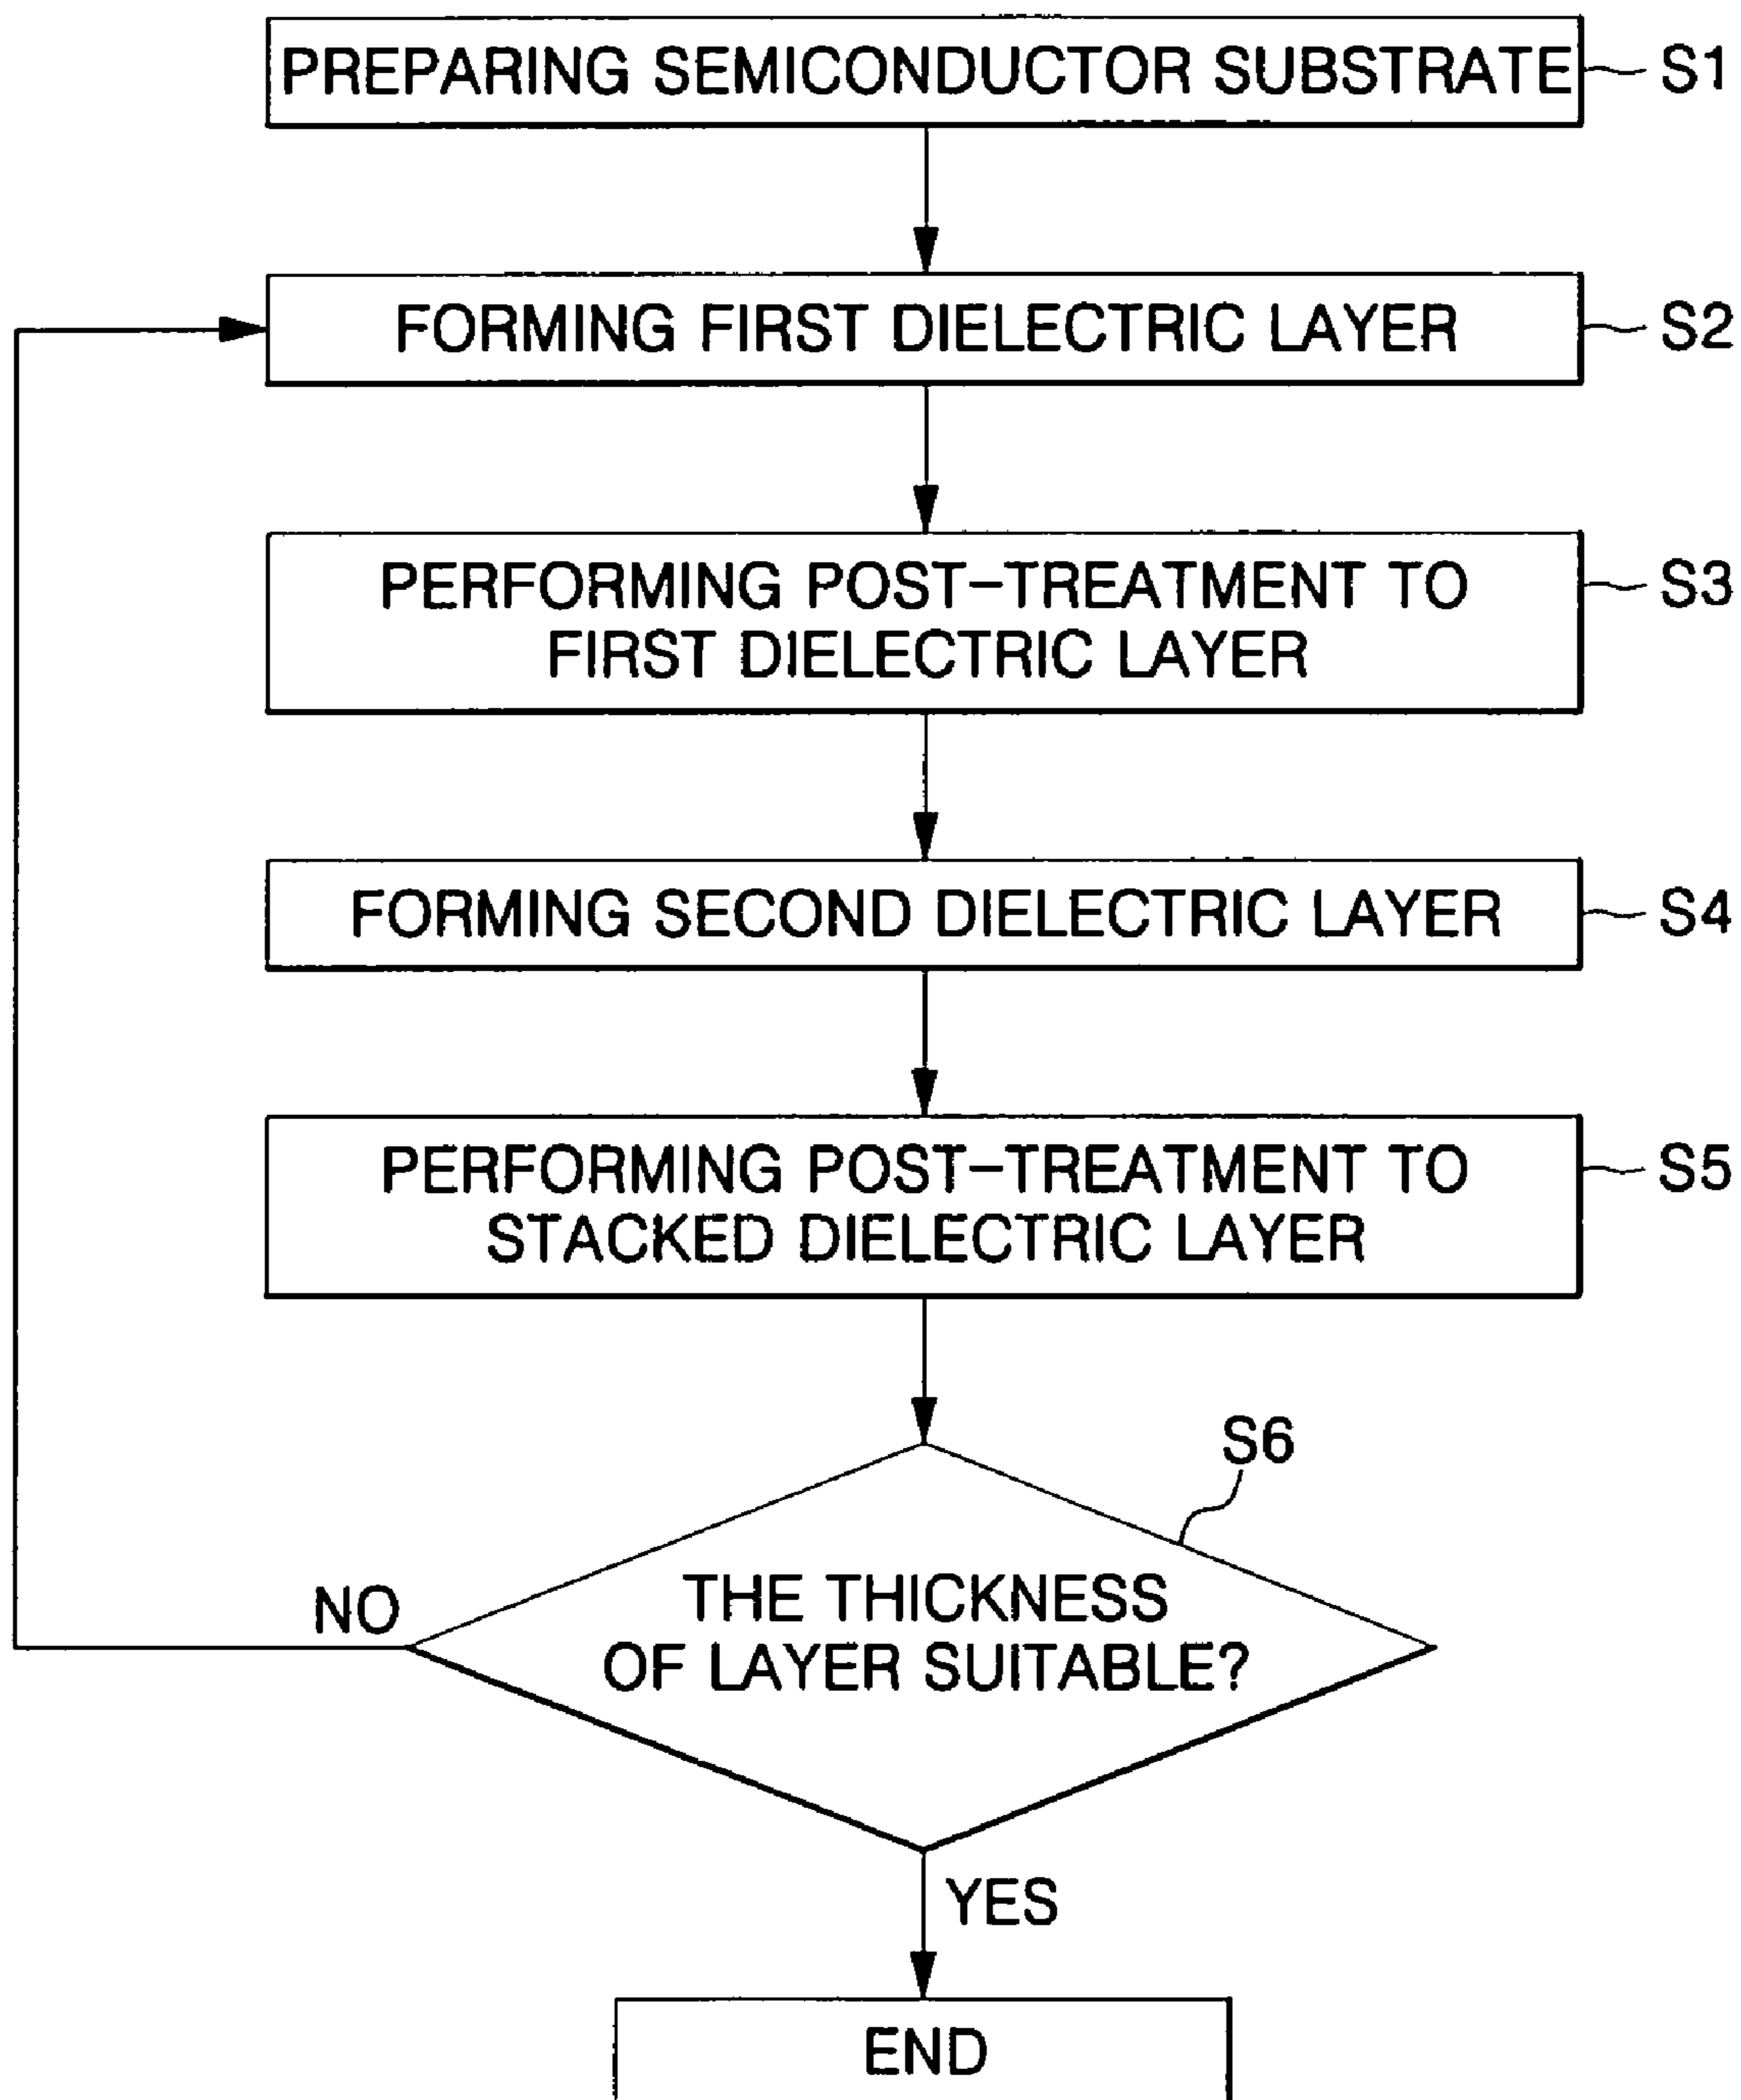 PREPARING SEMICONDUCTOR SUBSTRATE S1
FORMING FIRST DIELECTRIC LAYER S2
PERFORMING POST-TREATMENT TO S3
FIRST DIELECTRIC LAYER
FORMING SECOND DIELECTRIC LAYER S4
PERFORMING POST-TREATMENT TO S5
STACKED DIELECTRIC LAYER
S6
THE THICKNESS
NO
OF LAYER SUITABLE?
YES
END